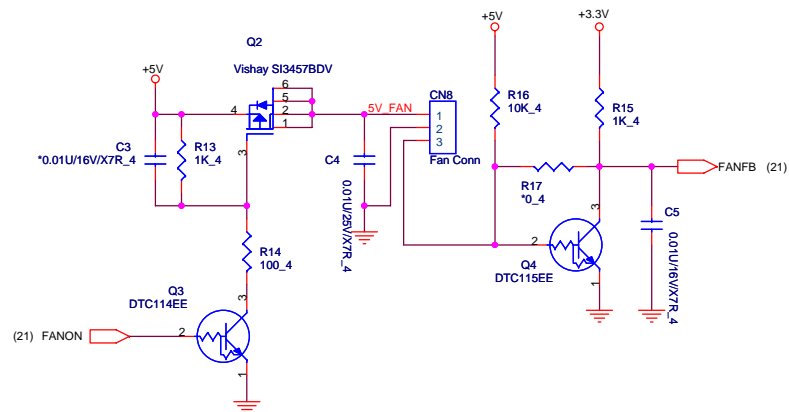 +5V
+3.3V
Q2
Vishay SI3457BDV
+5V
6
5
4
2
1
3
5V_FAN
CN8
1
2
3
Fan Conn
R16
10K_4
R15
1K_4
C3
*0.01U/16V/X7R_4
R13
1K_4
C4
0.01U/25V/X7R_4
R17
*0_4
FANFB (21)
3
2
1
Q4
DTC115EE
C5
0.01U/16V/X7R_4
R14
100_4
Q3
DTC114EE
3
(21) FANON
2
1